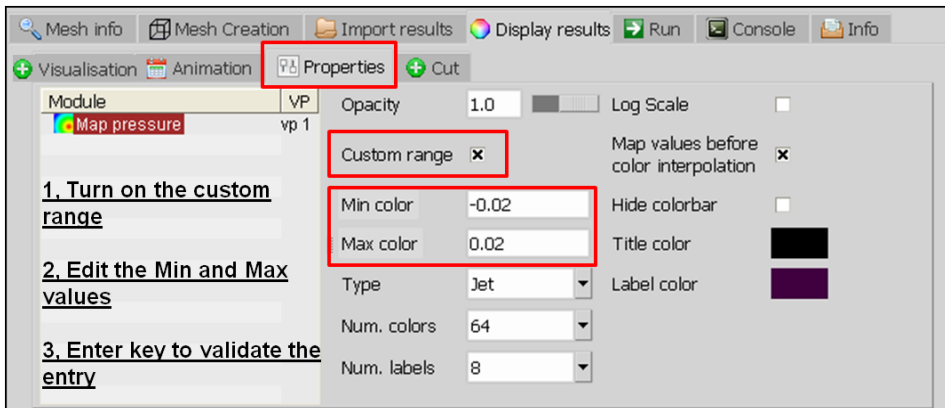 Mesh info Mesh Creation Import results Display results Run Console Info
Visualisation Animation Properties Cut
Module VP
Map pressure vp 1
1, Turn on the custom
range
2, Edit the Min and Max
values
3, Enter key to validate the
entry
Opacity 1.0 Log Scale
Custom range Map values before
color interpolation
Min color -0.02 Hide colorbar
Max color 0.02 Title color
Type Jet Label color
Num. colors 64
Num. labels 8